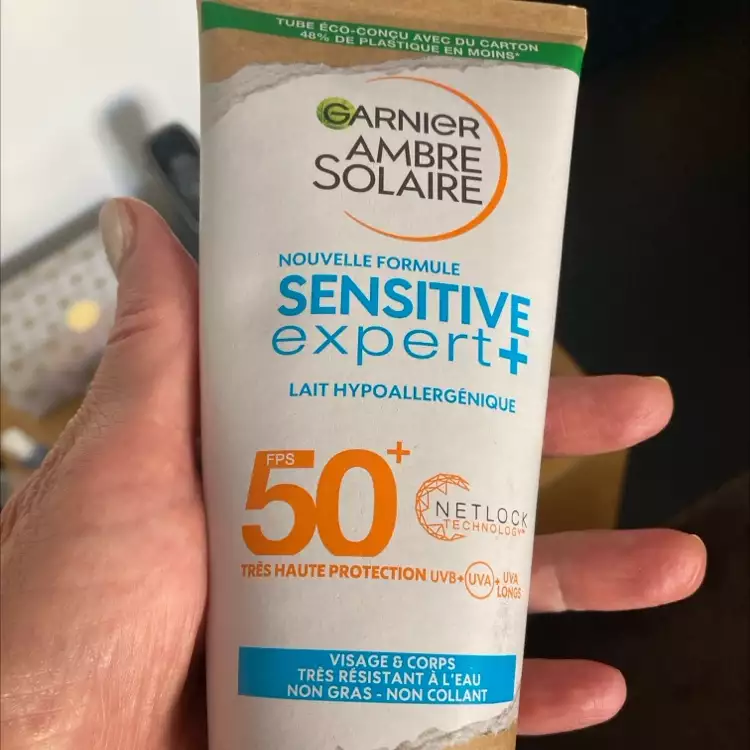 TUBE ÉCO-CONÇU AVEC DU CARTON
48% DE PLASTIQUE EN MOINS*
GARNIER
AMBRE
SOLAIRE
NOUVELLE FORMULE
SENSITIVE
expert+
LAIT HYPOALLERGÉNIQUE
FPS
50+
NETLOCK
TECHNOLOGY™
TRÈS HAUTE PROTECTION UVB+UVA+UVA
LONGS
VISAGE & CORPS
TRÈS RÉSISTANT À L'EAU
NON GRAS - NON COLLANT